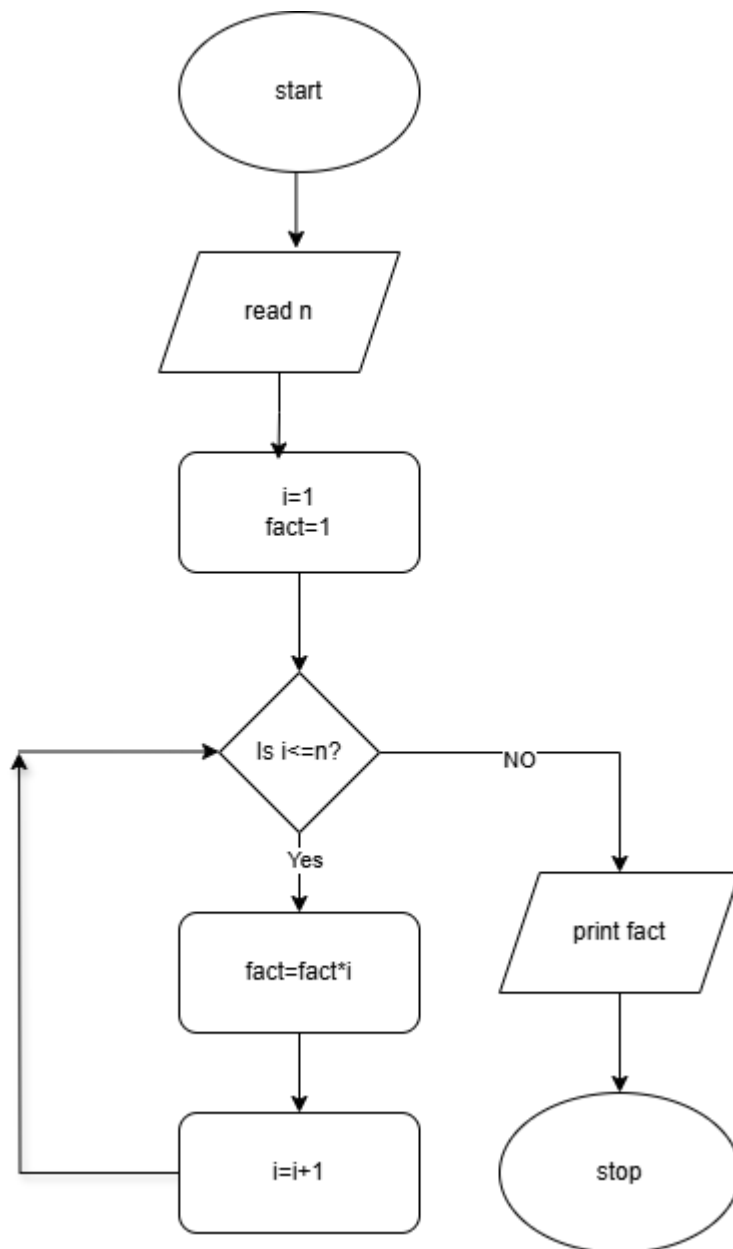 start
read n
i=1
fact=1
Is i<=n?
NO
Yes
print fact
fact=fact*i
i=i+1
stop